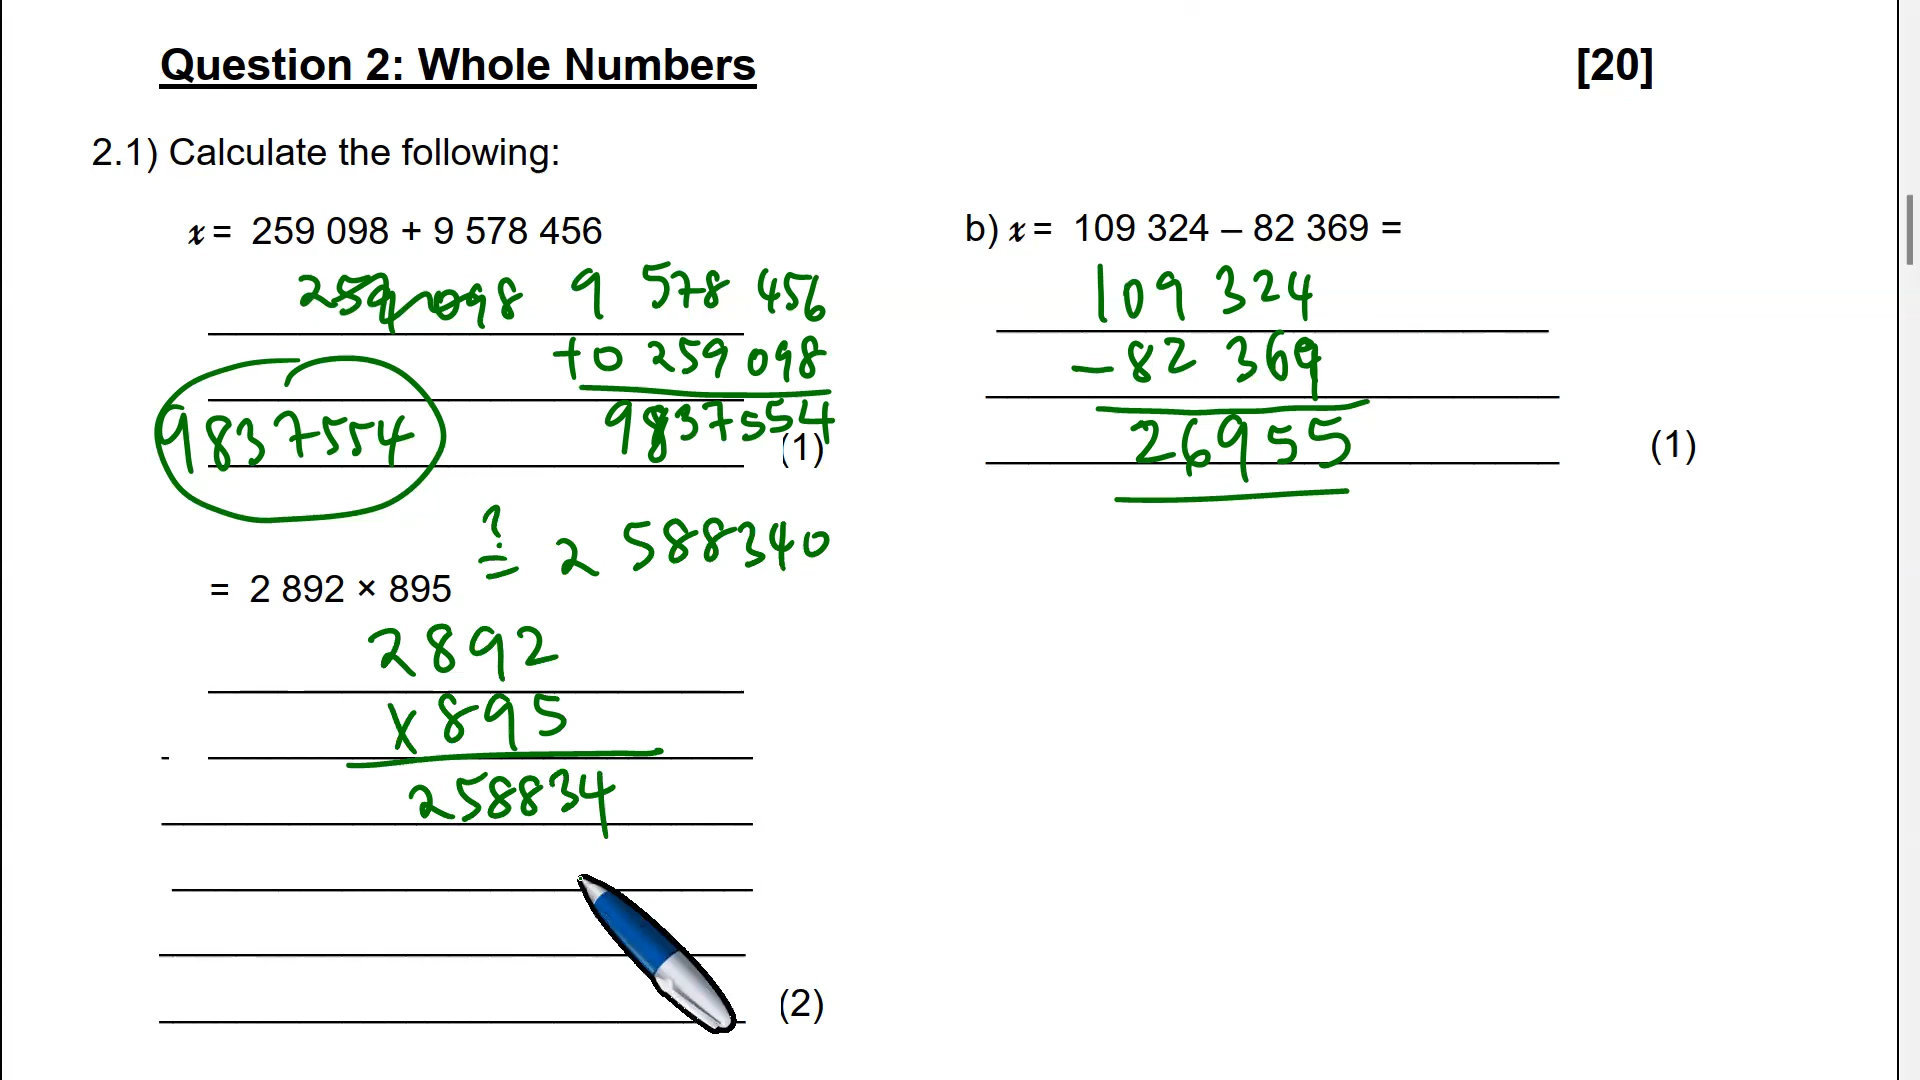 Question 2: Whole Numbers [20]
2.1) Calculate the following:
x = 259 098 + 9 578 456
259 098 9 578 456
+0 259 098
9837554
9837554
(1)
b) x = 109 324 – 82 369 =
109 324
-82 369
26955
(1)
? = 2 588340
= 2 892 × 895
2892
x 895
258834
(2)